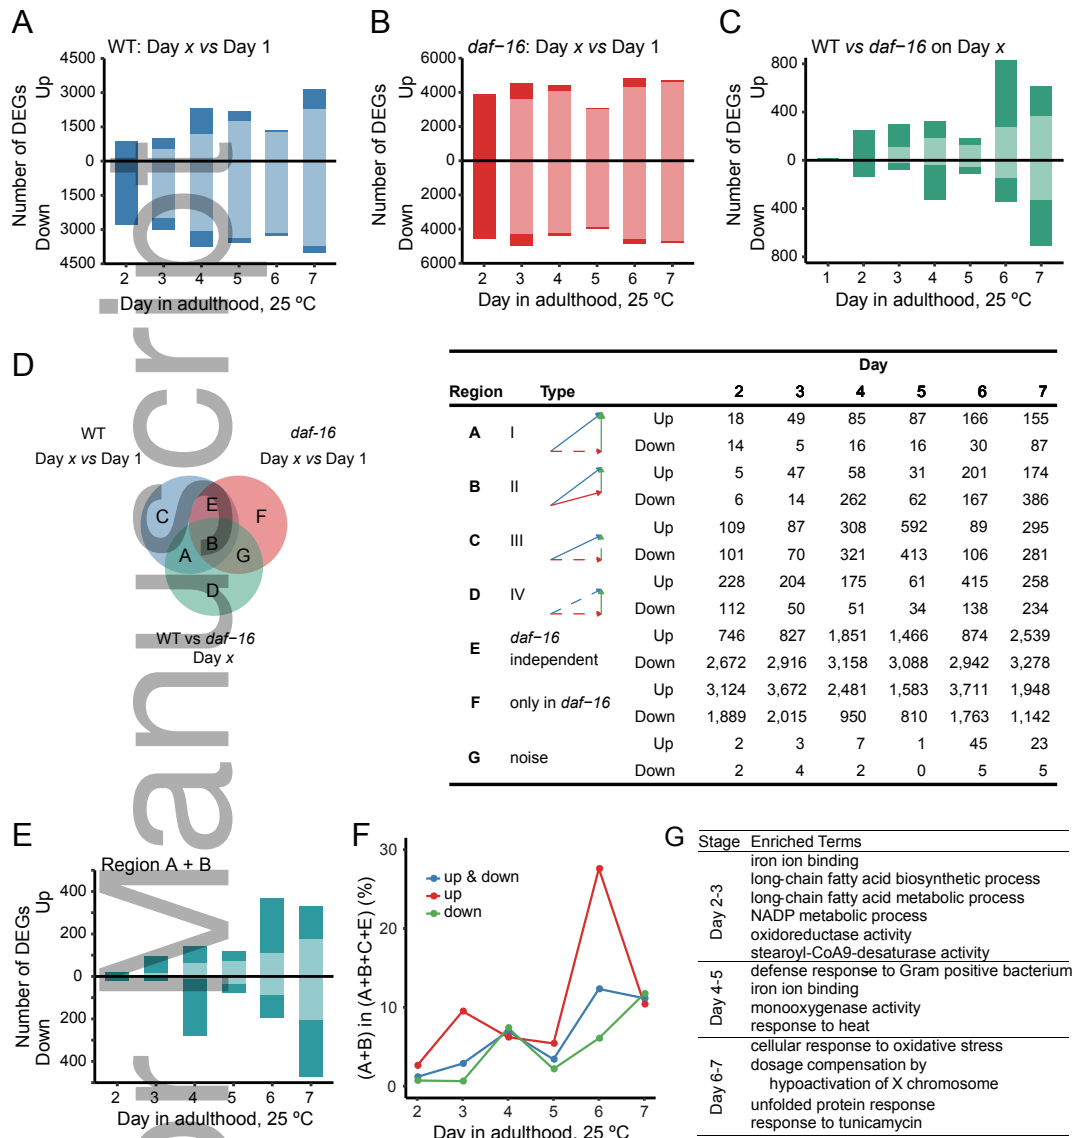 A
WT: Day x vs Day 1
Number of DEGs
Down Up
4500
3000
1500
0
1500
3000
4500
2 3 4 5 6 7
Day in adulthood, 25 ºC
B
daf−16: Day x vs Day 1
Number of DEGs
Down Up
6000
4000
2000
0
2000
4000
6000
2 3 4 5 6 7
Day in adulthood, 25 ºC
C
WT vs daf−16 on Day x
Number of DEGs
Down Up
800
400
0
400
800
1 2 3 4 5 6 7
Day in adulthood, 25 ºC
D
WT
Day x vs Day 1
daf-16
Day x vs Day 1
C E F
B
A G
D
WT vs daf−16
Day x
Day
Region Type 2 3 4 5 6 7
A I Up 18 49 85 87 166 155
Down 14 5 16 16 30 87
B II Up 5 47 58 31 201 174
Down 6 14 262 62 167 386
C III Up 109 87 308 592 89 295
Down 101 70 321 413 106 281
D IV Up 228 204 175 61 415 258
Down 112 50 51 34 138 234
E daf−16 independent Up 746 827 1,851 1,466 874 2,539
Down 2,672 2,916 3,158 3,088 2,942 3,278
F only in daf−16 Up 3,124 3,672 2,481 1,583 3,711 1,948
Down 1,889 2,015 950 810 1,763 1,142
G noise Up 2 3 7 1 45 23
Down 2 4 2 0 5 5
E
Region A + B
Number of DEGs
Down Up
400
200
0
200
400
2 3 4 5 6 7
Day in adulthood, 25 ºC
F
(A+B) in (A+B+C+E) (%)
30
20
10
0
up & down
up
down
2 3 4 5 6 7
Day in adulthood, 25 ºC
G
Stage Enriched Terms
Day 2-3
iron ion binding
long-chain fatty acid biosynthetic process
long-chain fatty acid metabolic process
NADP metabolic process
oxidoreductase activity
stearoyl-CoA9-desaturase activity
Day 4-5
defense response to Gram positive bacterium
iron ion binding
monooxygenase activity
response to heat
Day 6-7
cellular response to oxidative stress
dosage compensation by
hypoactivation of X chromosome
unfolded protein response
response to tunicamycin
r Manuscript